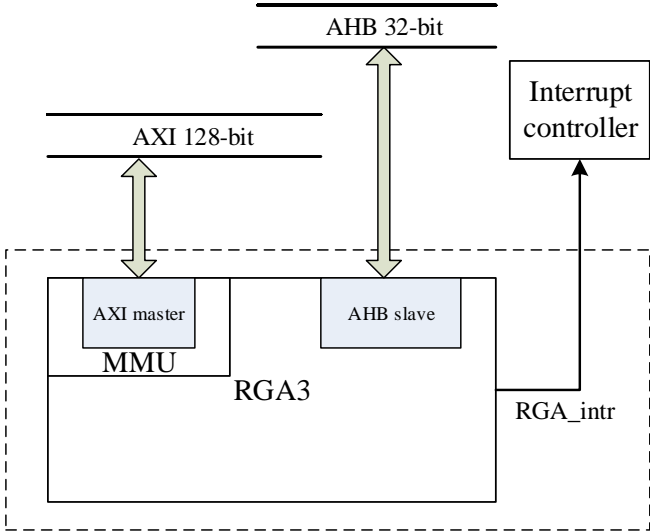 AHB 32-bit
Interrupt
controller
AXI 128-bit
AXI master
AHB slave
MMU
RGA3
RGA_intr